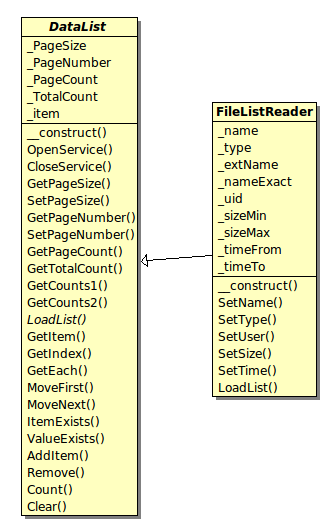 DataList
_PageSize
_PageNumber
_PageCount
_TotalCount
_item
__construct()
OpenService()
CloseService()
GetPageSize()
SetPageSize()
GetPageNumber()
SetPageNumber()
GetPageCount()
GetTotalCount()
GetCounts1()
GetCounts2()
LoadList()
GetItem()
GetIndex()
GetEach()
MoveFirst()
MoveNext()
ItemExists()
ValueExists()
AddItem()
Remove()
Count()
Clear()
FileListReader
_name
_type
_extName
_nameExact
_uid
_sizeMin
_sizeMax
_timeFrom
_timeTo
__construct()
SetName()
SetType()
SetUser()
SetSize()
SetTime()
LoadList()